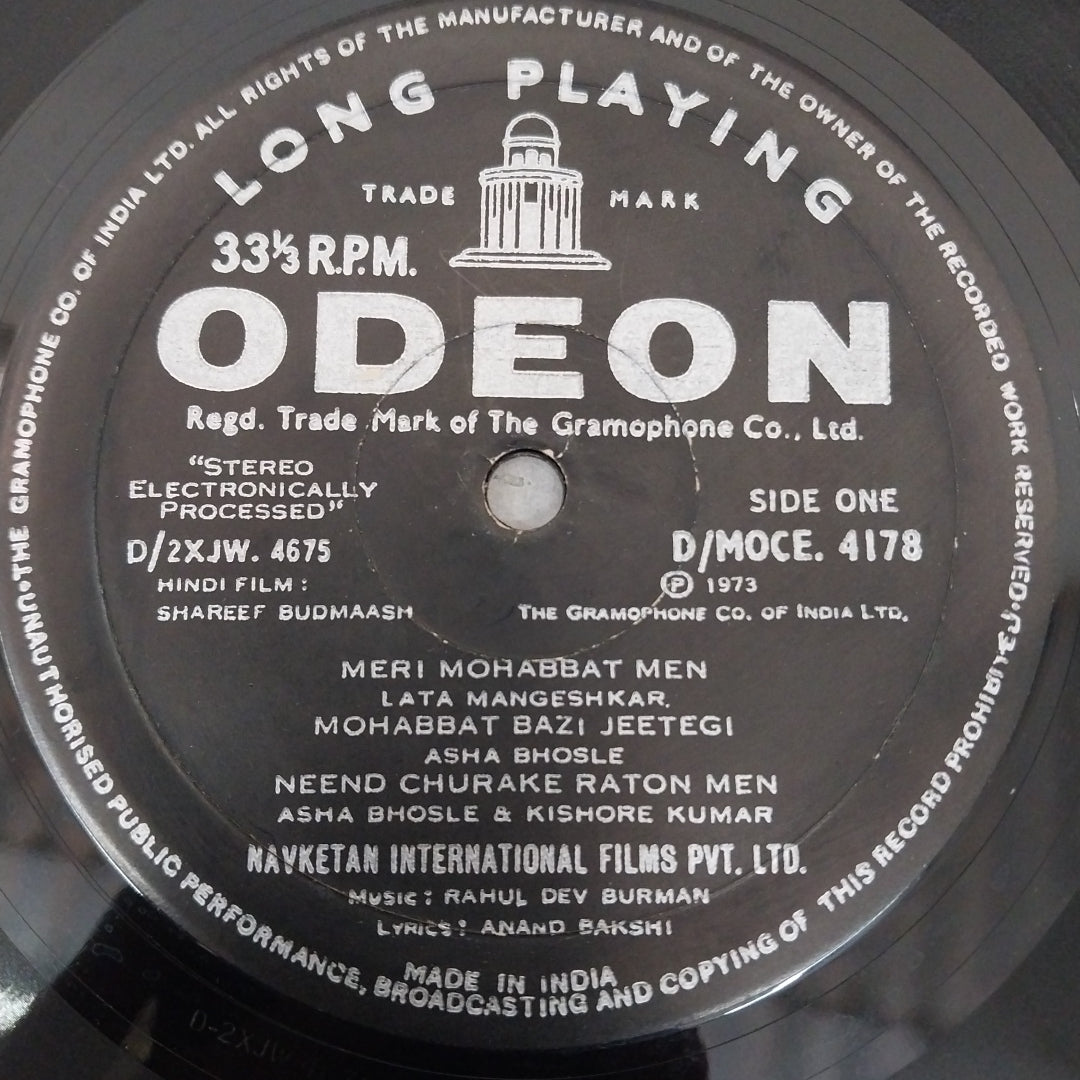 THE GRAMOPHONE CO. OF INDIA LTD. ALL RIGHTS OF THE MANUFACTURER AND OF THE OWNER OF THE RECORDED WORK RESERVED
UNAUTHORISED PUBLIC PERFORMANCE, BROADCASTING AND COPYING OF THIS RECORD PROHIBITED
LONG PLAYING
TRADE MARK
33⅓ R.P.M.
ODEON
Regd. Trade Mark of The Gramophone Co., Ltd.
"STEREO
ELECTRONICALLY
PROCESSED"
SIDE ONE
D/2XJW. 4675
D/MOCE. 4178
HINDI FILM :
Ⓟ 1973
SHAREEF BUDMAASH
THE GRAMOPHONE CO. OF INDIA LTD.
MERI MOHABBAT MEN
LATA MANGESHKAR.
MOHABBAT BAZI JEETEGI
ASHA BHOSLE
NEEND CHURAKE RATON MEN
ASHA BHOSLE & KISHORE KUMAR
NAVKETAN INTERNATIONAL FILMS PVT. LTD.
MUSIC : RAHUL DEV BURMAN
LYRICS : ANAND BAKSHI
MADE IN INDIA
D-2XJW